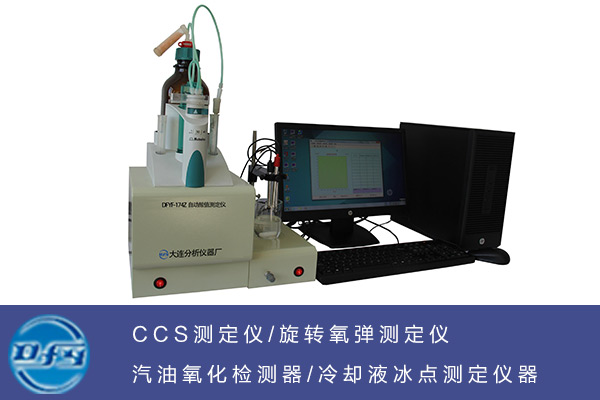 DFYF-174Z 自动酸值测定仪
大连分析仪器厂
DFY
CCS测定仪/旋转氧弹测定仪
汽油氧化检测器/冷却液冰点测定仪器